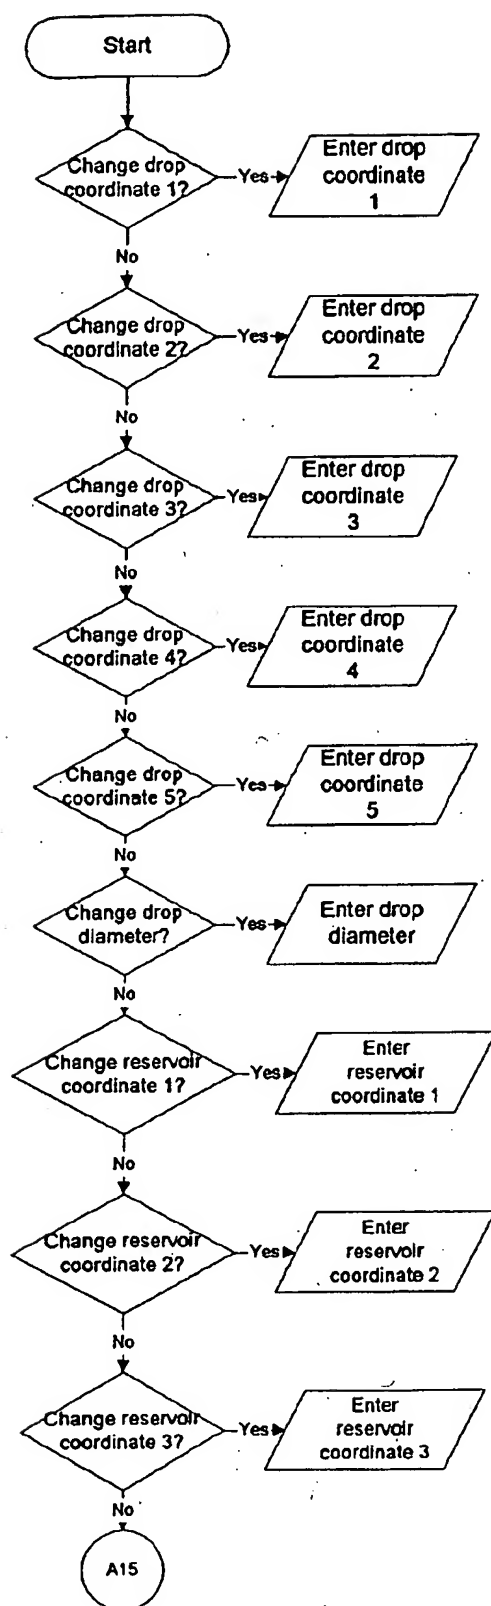 Start
Change drop
coordinate 1?
Yes
Enter drop
coordinate
1
No
Change drop
coordinate 2?
Yes
Enter drop
coordinate
2
No
Change drop
coordinate 3?
Yes
Enter drop
coordinate
3
No
Change drop
coordinate 4?
Yes
Enter drop
coordinate
4
No
Change drop
coordinate 5?
Yes
Enter drop
coordinate
5
No
Change drop
diameter?
Yes
Enter drop
diameter
No
Change reservoir
coordinate 1?
Yes
Enter
reservoir
coordinate 1
No
Change reservoir
coordinate 2?
Yes
Enter
reservoir
coordinate 2
No
Change reservoir
coordinate 3?
Yes
Enter
reservoir
coordinate 3
No
A15